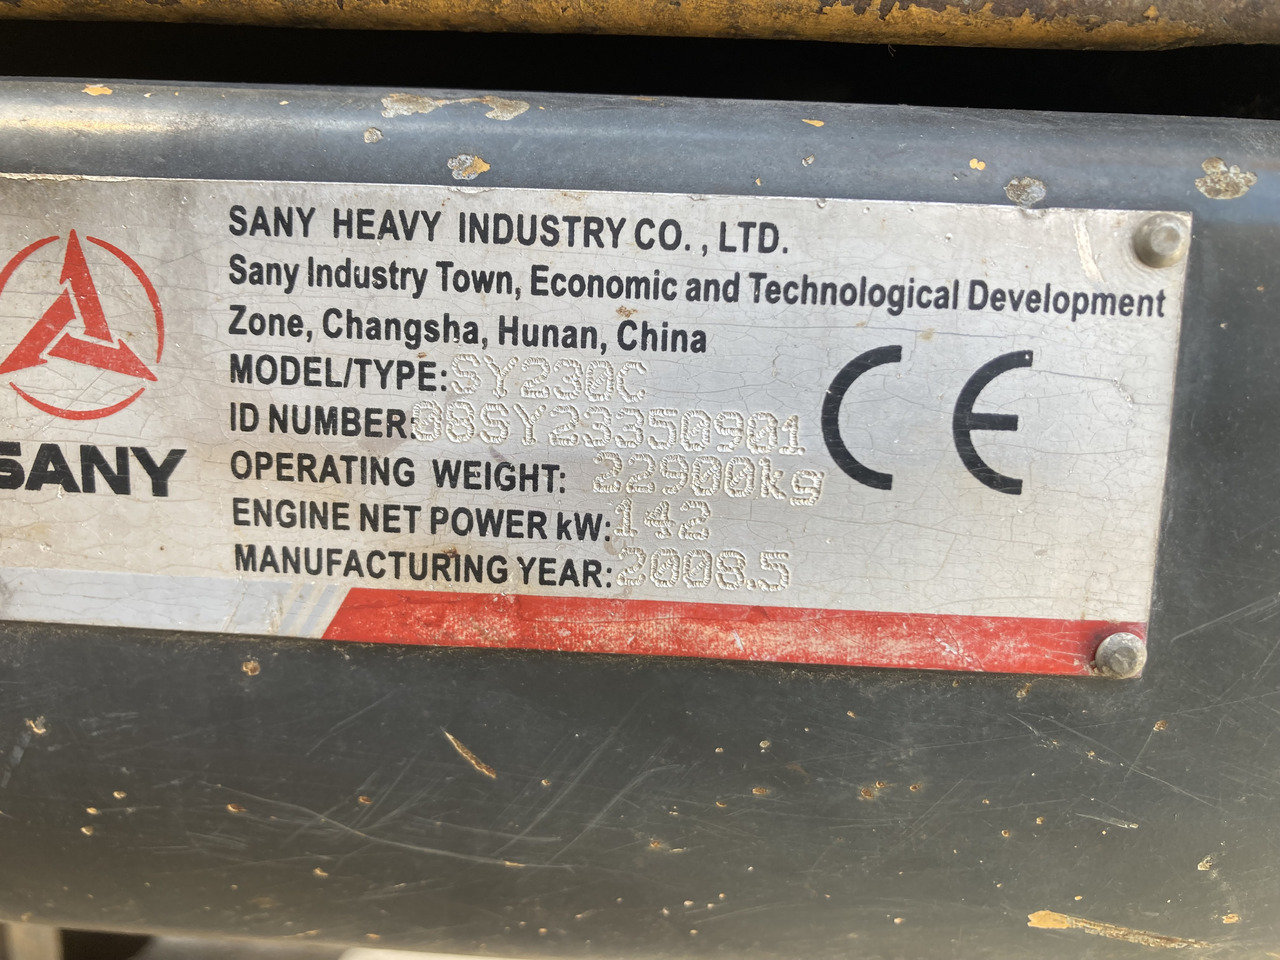 SANY HEAVY INDUSTRY CO., LTD.
Sany Industry Town, Economic and Technological Development
Zone, Changsha, Hunan, China
MODEL/TYPE: SY230C
ID NUMBER: 08SY23350901
OPERATING WEIGHT: 22900kg
ENGINE NET POWER kW: 142
MANUFACTURING YEAR: 2008.5
SANY
CE